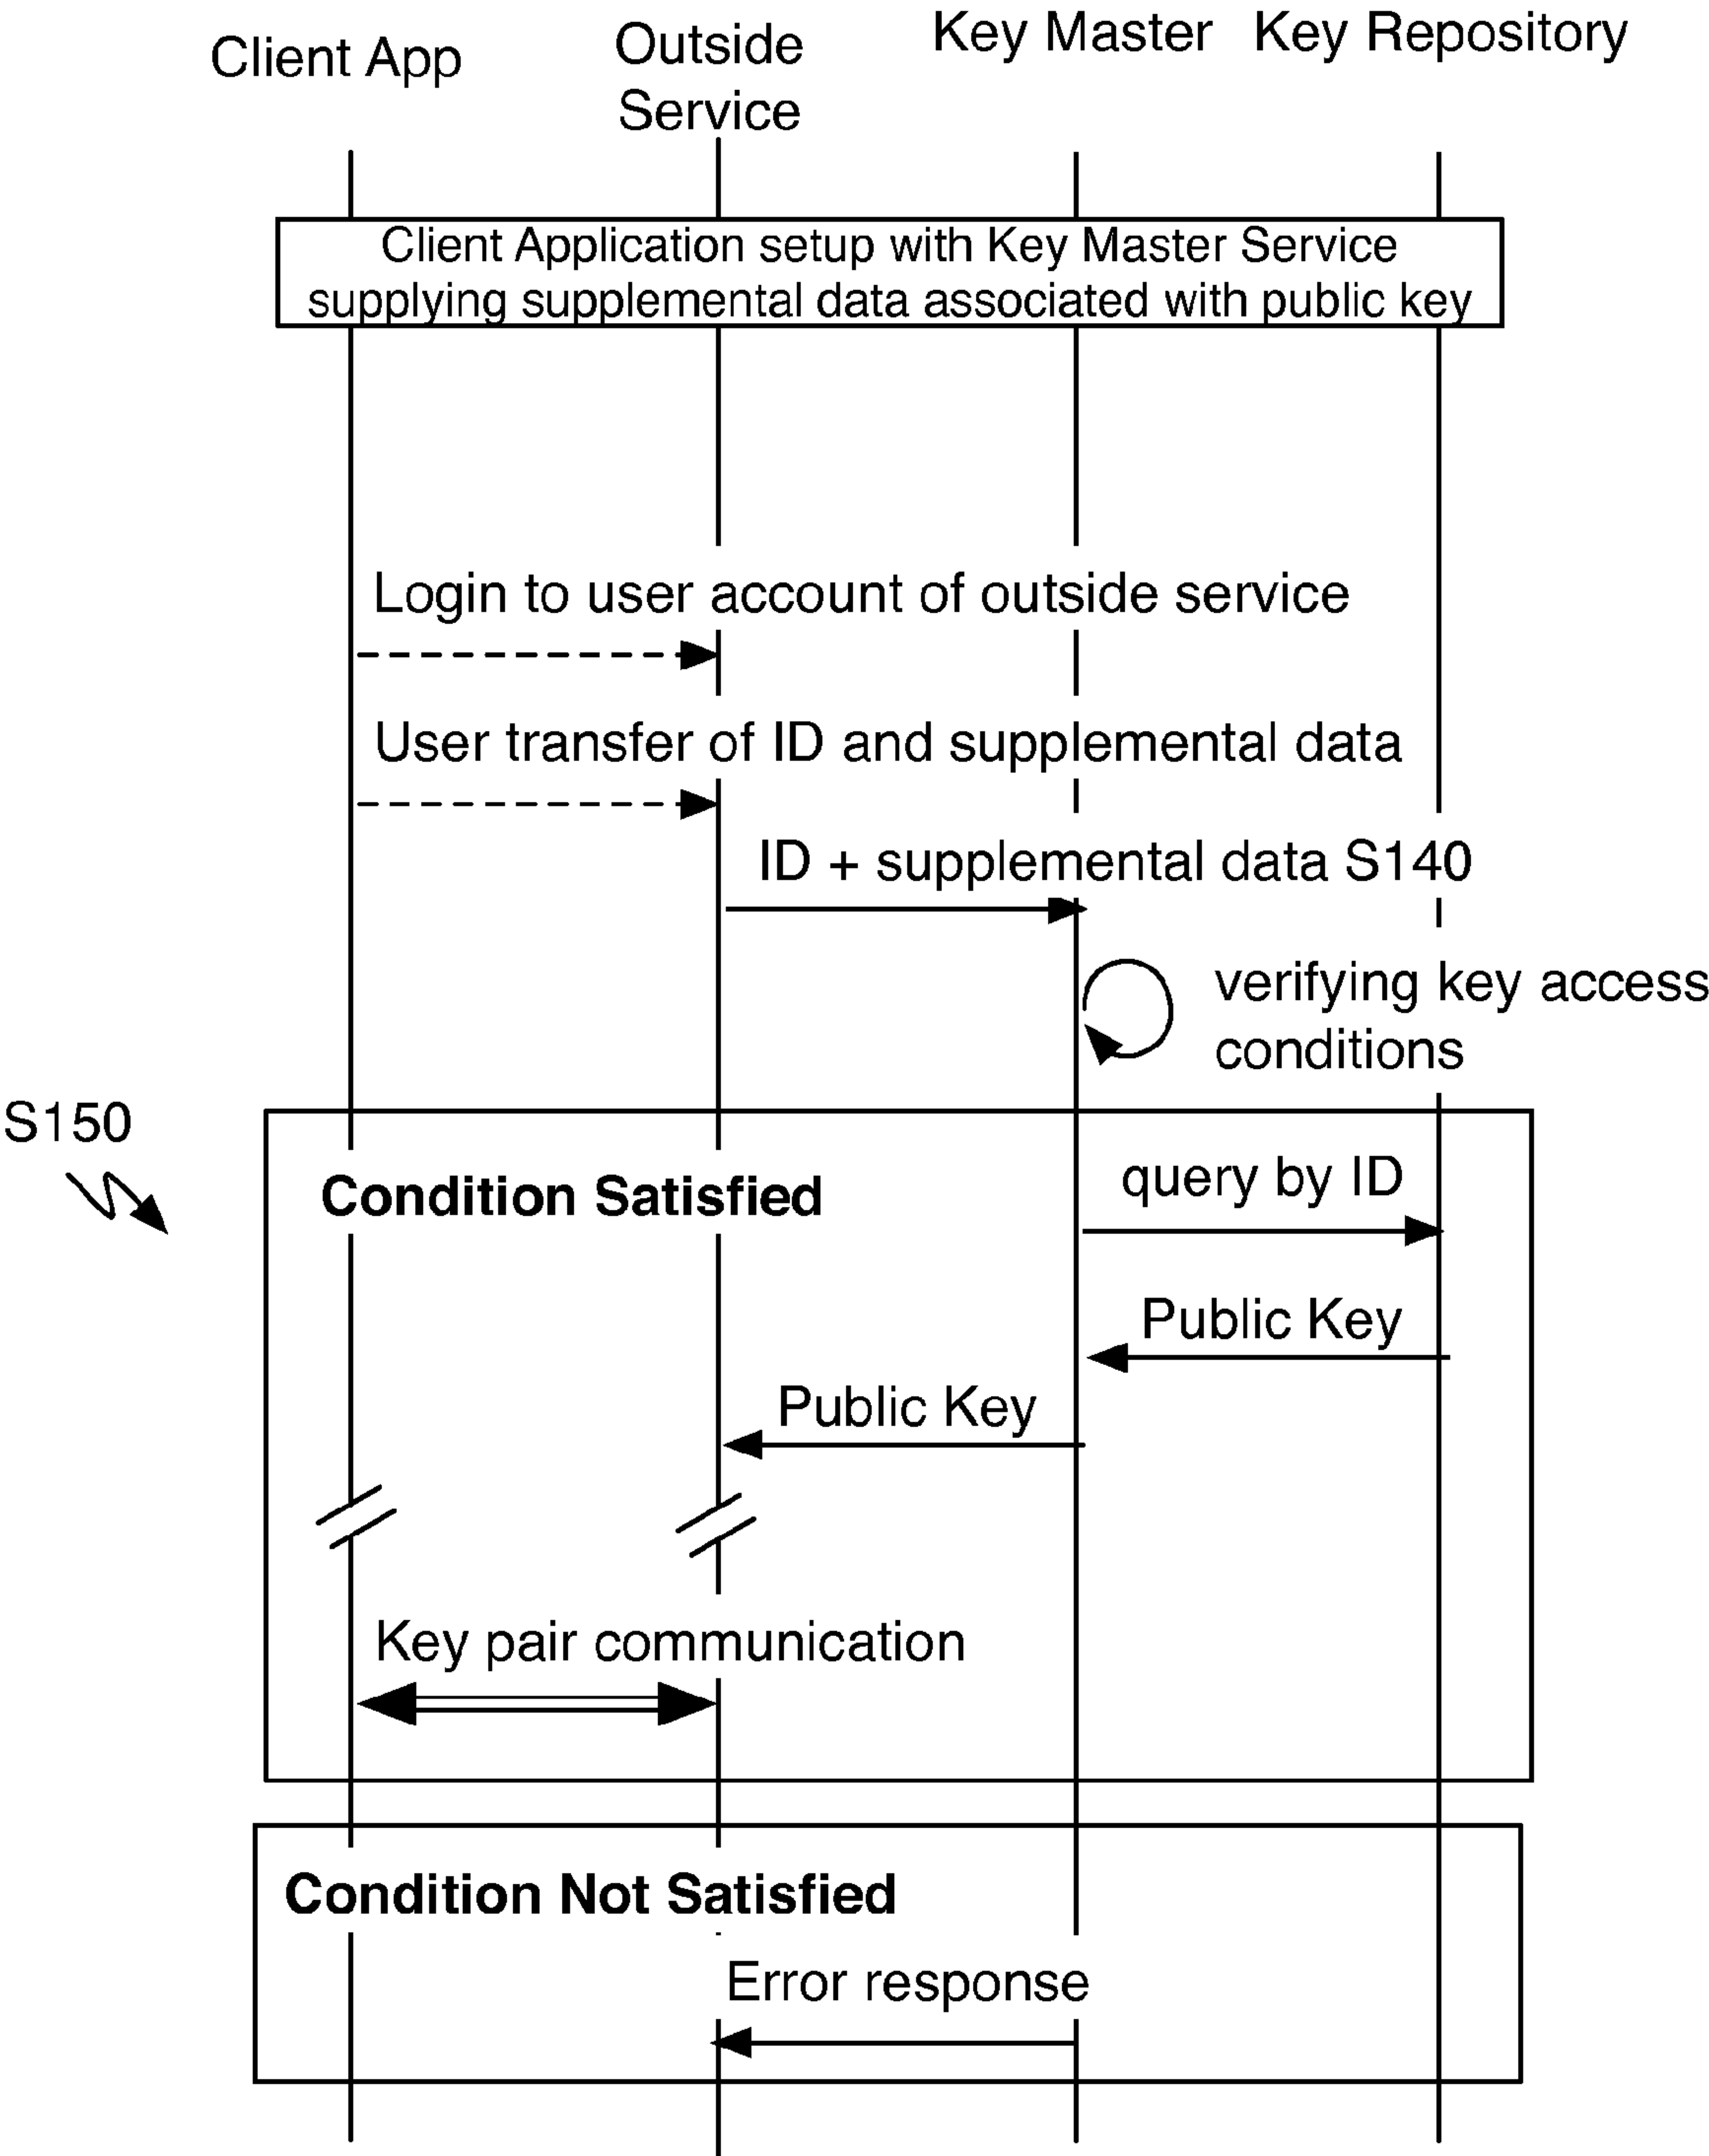 Client App
Outside
Service
Key Master
Key Repository
Client Application setup with Key Master Service
supplying supplemental data associated with public key
Login to user account of outside service
User transfer of ID and supplemental data
ID + supplemental data S140
verifying key access
conditions
S150
Condition Satisfied
query by ID
Public Key
Public Key
Key pair communication
Condition Not Satisfied
Error response